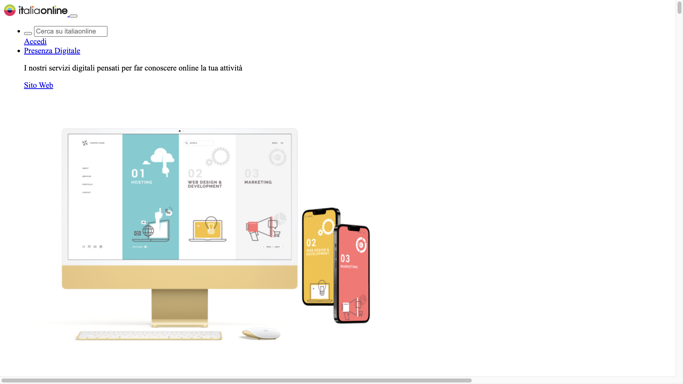 italiaonline
Cerca su italiaonline
Accedi
Presenza Digitale
I nostri servizi digitali pensati per far conoscere online la tua attività
Sito Web
01
HOSTING
02
WEB DESIGN &
DEVELOPMENT
03
MARKETING
02
WEB DESIGN &
DEVELOPMENT
03
MARKETING